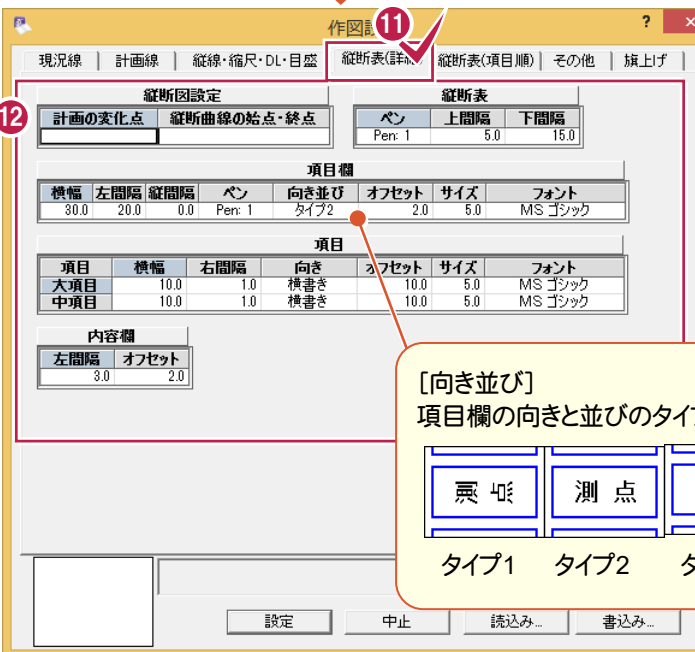 作図設 ⑪ ? ×
現況線 計画線 縦線・縮尺・DL・目盛 縦断表(詳細) 縦断表(項目順) その他 旗上げ
⑫
縦断図設定 縦断表
計画の変化点 縦断曲線の始点・終点 ペン 上間隔 下間隔
Pen: 1 5.0 15.0
項目欄
横幅 左間隔 縦間隔 ペン 向き並び オフセット サイズ フォント
30.0 20.0 0.0 Pen: 1 タイプ2 2.0 5.0 MS ゴシック
項目
項目 横幅 右間隔 向き オフセット サイズ フォント
大項目 10.0 1.0 横書き 10.0 5.0 MS ゴシック
中項目 10.0 1.0 横書き 10.0 5.0 MS ゴシック
内容欄
左間隔 オフセット
3.0 2.0
[向き並び]
項目欄の向きと並びのタイプ
測 点
タイプ1 タイプ2 タ
設定 中止 読込み... 書込み...